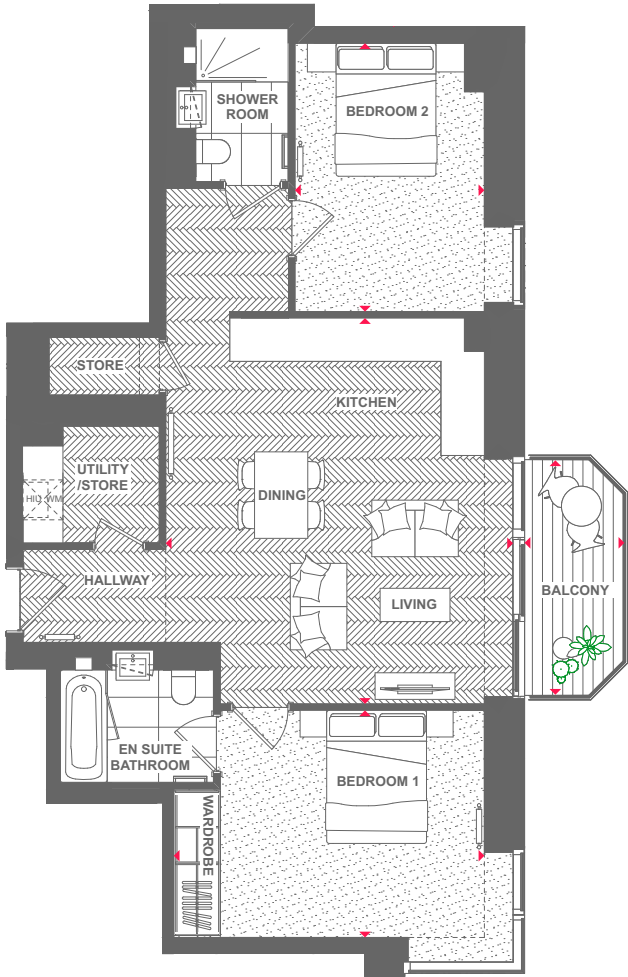 SHOWER
ROOM
BEDROOM 2
STORE
KITCHEN
UTILITY
/STORE
HIU WM
DINING
HALLWAY
LIVING
BALCONY
EN SUITE
BATHROOM
BEDROOM 1
WARDROBE